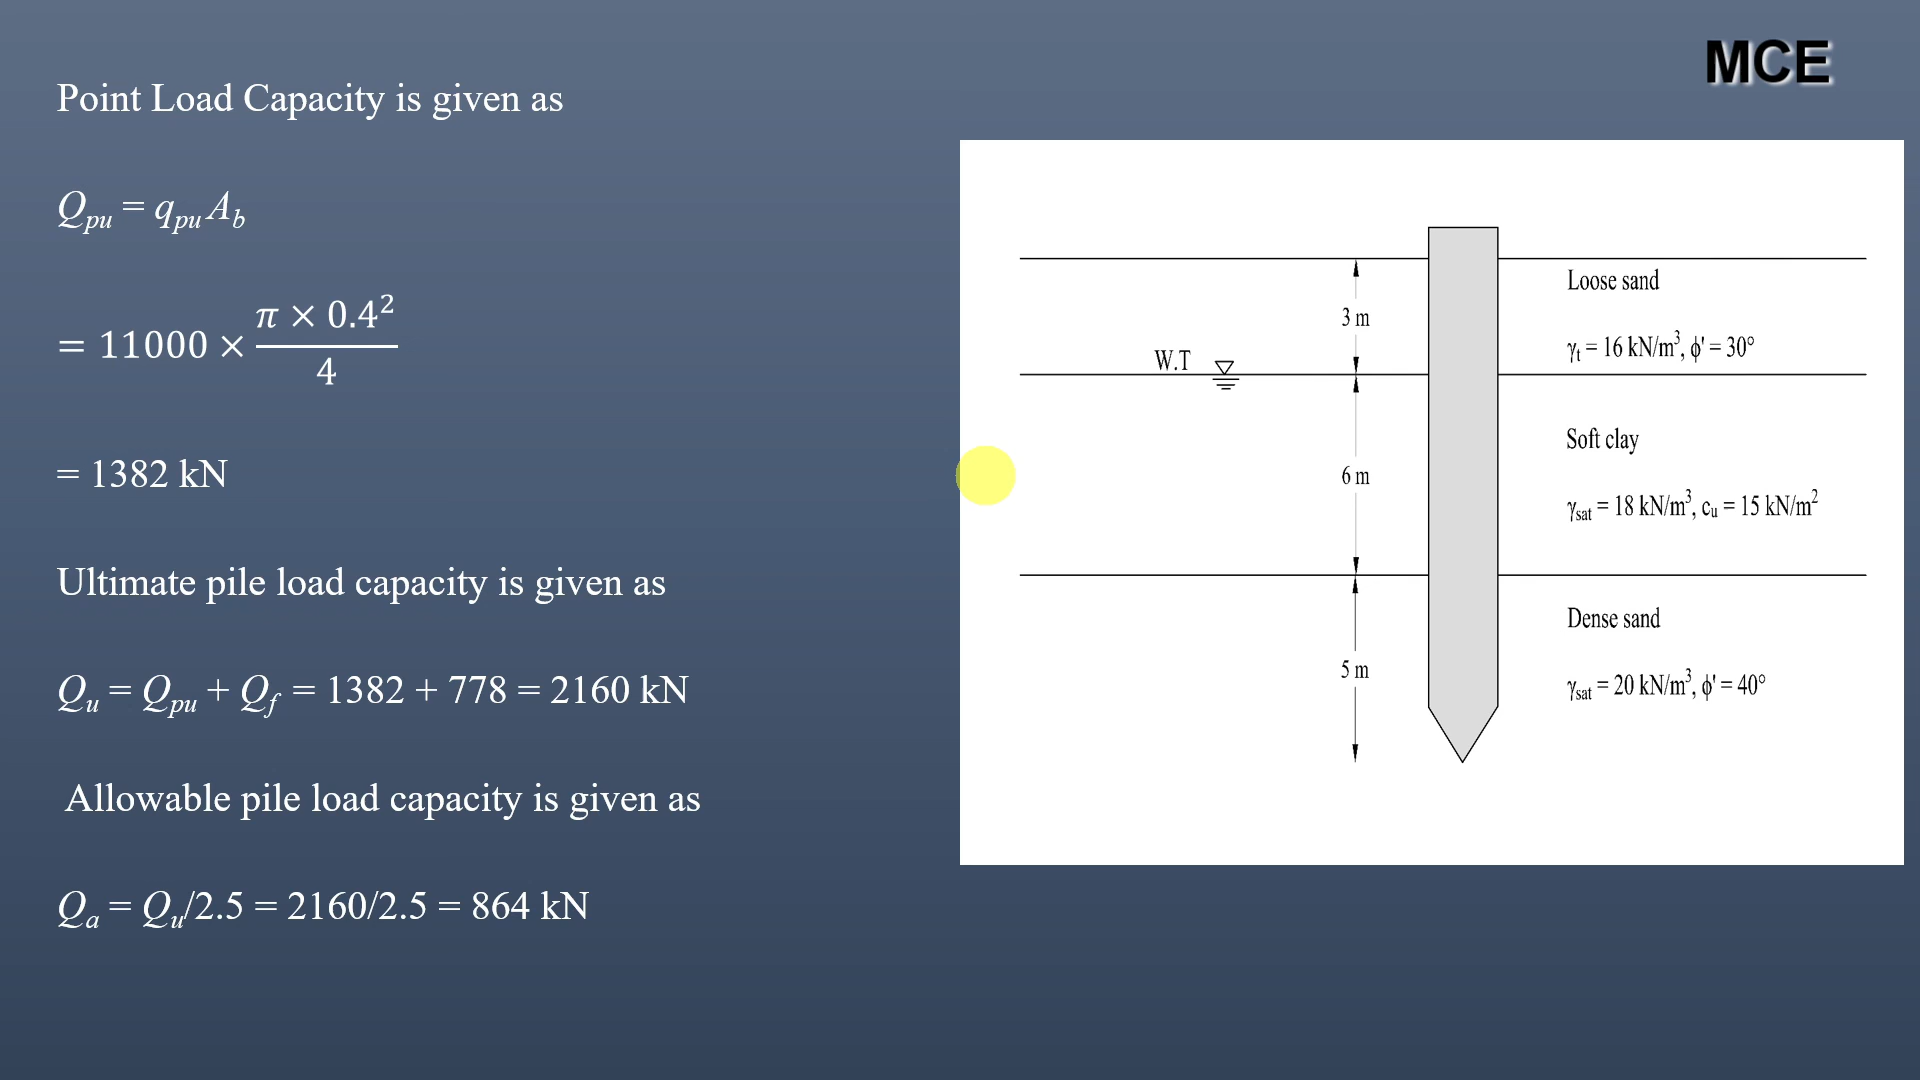 MCE
Point Load Capacity is given as
Qpu = qpu Ab
= 11000 × π × 0.4²
4
= 1382 kN
Ultimate pile load capacity is given as
Qu = Qpu + Qf = 1382 + 778 = 2160 kN
Allowable pile load capacity is given as
Qa = Qu/2.5 = 2160/2.5 = 864 kN
Loose sand
3 m
γt = 16 kN/m³, ϕ' = 30°
W.T
Soft clay
6 m
γsat = 18 kN/m³, cu = 15 kN/m²
Dense sand
5 m
γsat = 20 kN/m³, ϕ' = 40°